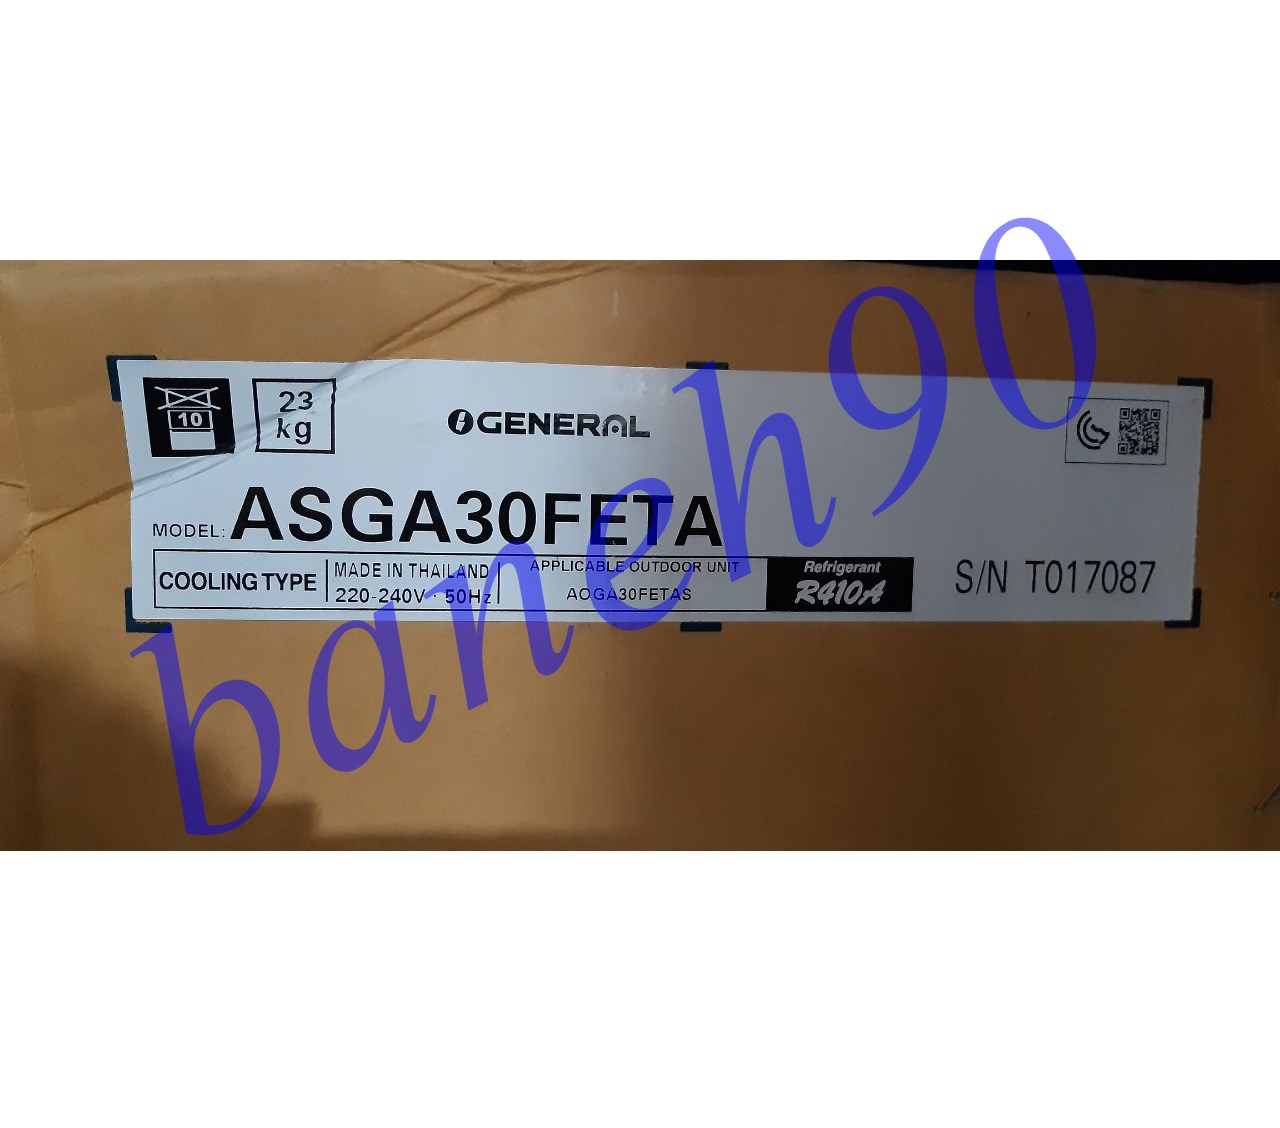 10
23
kg
GENERAL
MODEL: ASGA30FETA
COOLING TYPE
MADE IN THAILAND
220-240V · 50Hz
APPLICABLE OUTDOOR UNIT
AOGA30FETAS
Refrigerant
R410A
S/N T017087
baneh90